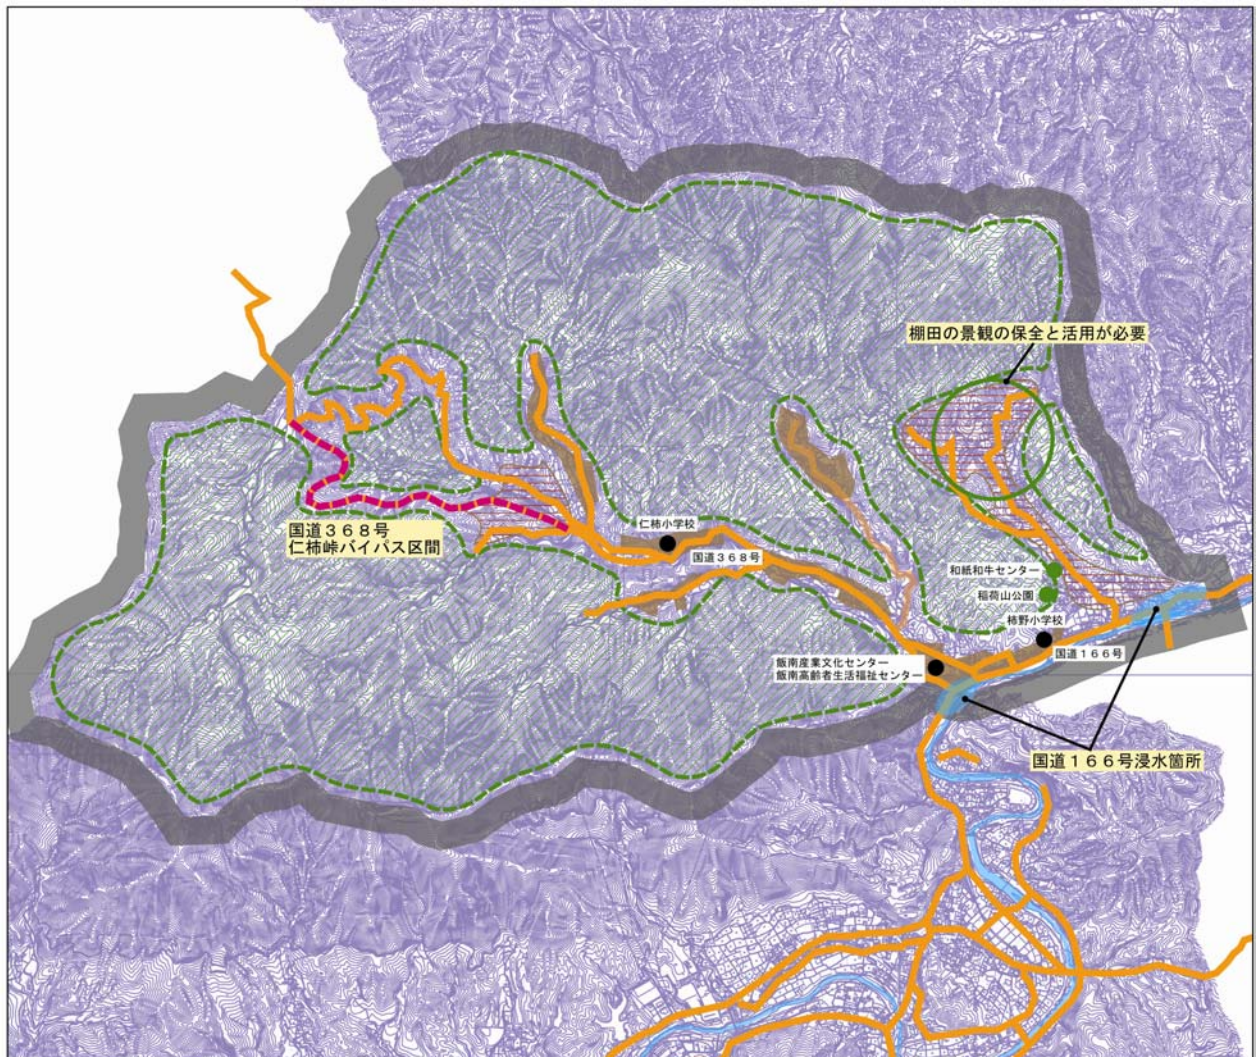 棚田の景観の保全と活用が必要
国道368号
仁柿峠バイパス区間
仁柿小学校
国道368号
和紙和牛センター
稲荷山公園
柿野小学校
国道166号
飯南産業文化センター
飯南高齢者生活福祉センター
国道166号浸水箇所